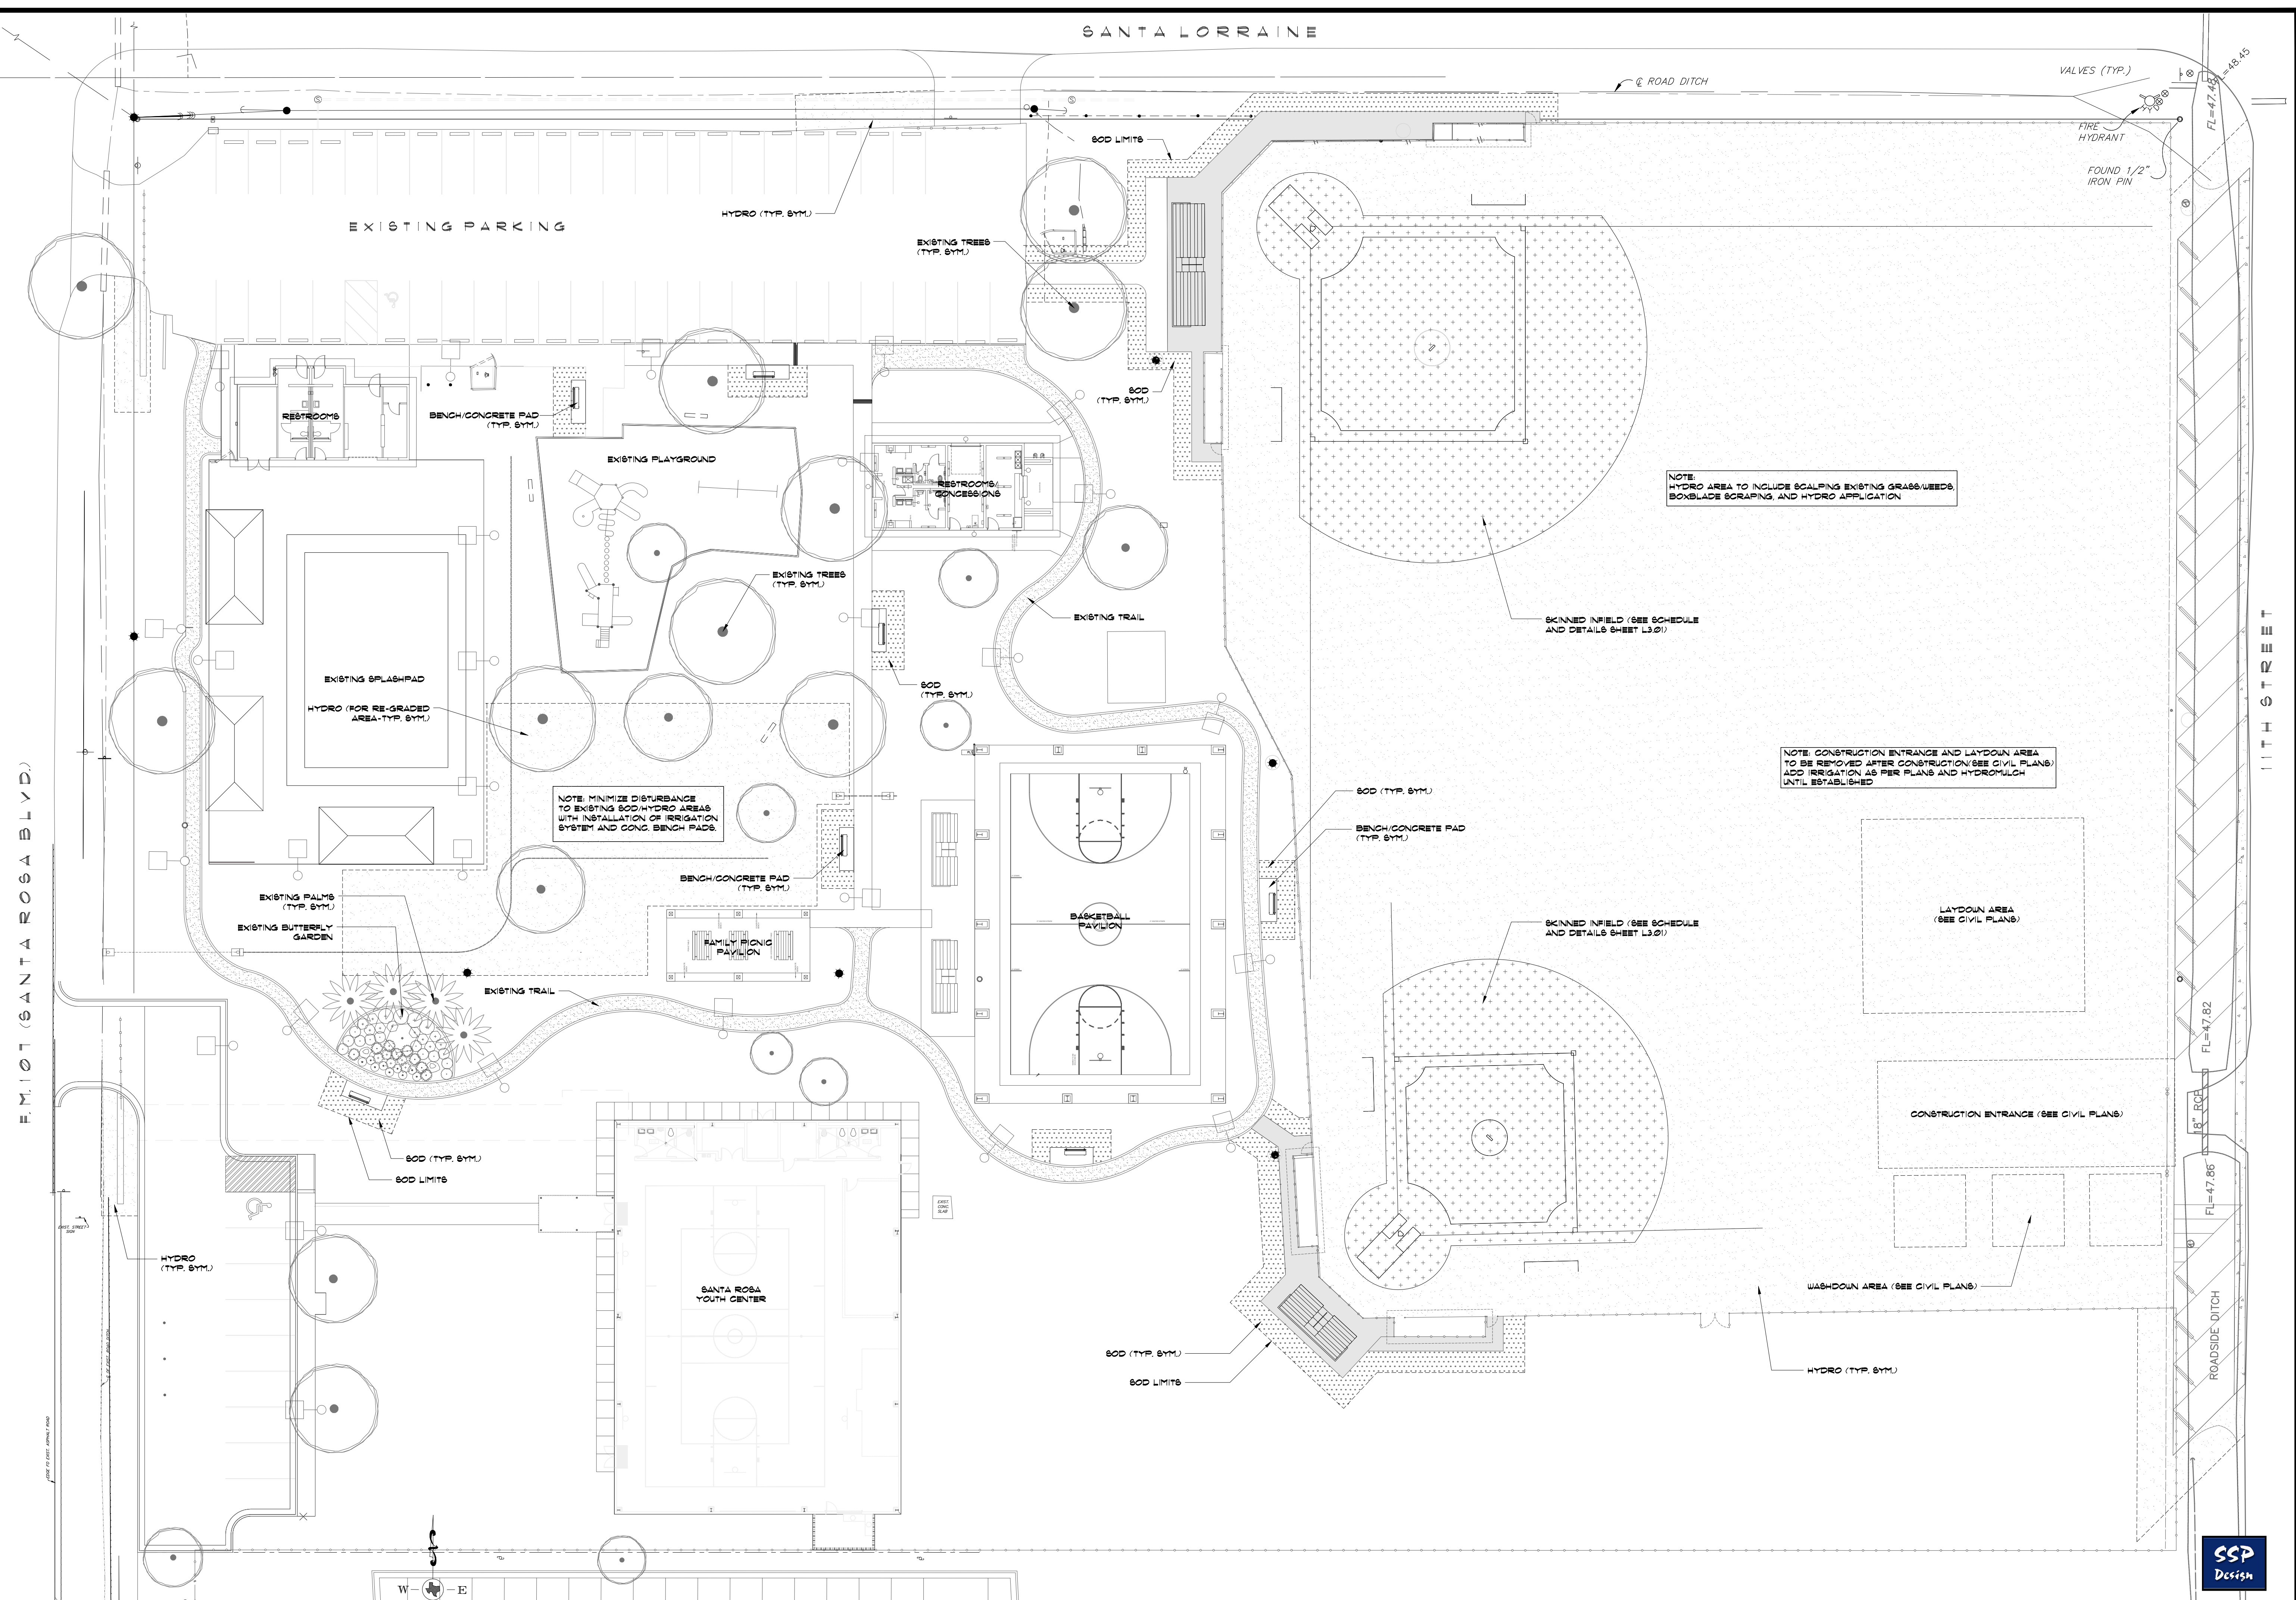 SANTA LORRAINE
℄ ROAD DITCH
VALVES (TYP.)
FL=48.45
FL=47.48
FIRE
HYDRANT
FOUND 1/2"
IRON PIN
SOD LIMITS
HYDRO (TYP. SYM.)
EXISTING PARKING
EXISTING TREES
(TYP. SYM.)
SOD
(TYP. SYM.)
RESTROOMS
BENCH/CONCRETE PAD
(TYP. SYM.)
EXISTING PLAYGROUND
RESTROOMS/
CONCESSIONS
NOTE:
HYDRO AREA TO INCLUDE SCALPING EXISTING GRASS/WEEDS,
BOXBLADE SCRAPING, AND HYDRO APPLICATION
EXISTING TREES
(TYP. SYM.)
EXISTING TRAIL
SKINNED INFIELD (SEE SCHEDULE
AND DETAILS SHEET L3.01)
11TH STREET
EXISTING SPLASHPAD
SOD
(TYP. SYM.)
HYDRO (FOR RE-GRADED
AREA-TYP. SYM.)
NOTE: CONSTRUCTION ENTRANCE AND LAYDOWN AREA
TO BE REMOVED AFTER CONSTRUCTION(SEE CIVIL PLANS)
ADD IRRIGATION AS PER PLANS AND HYDROMULCH
UNTIL ESTABLISHED
F.M. 107 (SANTA ROSA BLVD.)
NOTE: MINIMIZE DISTURBANCE
TO EXISTING SOD/HYDRO AREAS
WITH INSTALLATION OF IRRIGATION
SYSTEM AND CONC. BENCH PADS.
SOD (TYP. SYM.)
BENCH/CONCRETE PAD
(TYP. SYM.)
BENCH/CONCRETE PAD
(TYP. SYM.)
EXISTING PALMS
(TYP. SYM.)
EXISTING BUTTERFLY
GARDEN
BASKETBALL
PAVILION
LAYDOWN AREA
(SEE CIVIL PLANS)
SKINNED INFIELD (SEE SCHEDULE
AND DETAILS SHEET L3.01)
FAMILY PICNIC
PAVILION
EXISTING TRAIL
FL=47.82
18" RCP
CONSTRUCTION ENTRANCE (SEE CIVIL PLANS)
SOD (TYP. SYM.)
SOD LIMITS
FL=47.86
EXIST.
CONC.
SLAB
EXIST. STREET
SIGN
HYDRO
(TYP. SYM.)
SANTA ROSA
YOUTH CENTER
WASHDOWN AREA (SEE CIVIL PLANS)
SOD (TYP. SYM.)
SOD LIMITS
HYDRO (TYP. SYM.)
ROADSIDE DITCH
W
E
SSP
Design